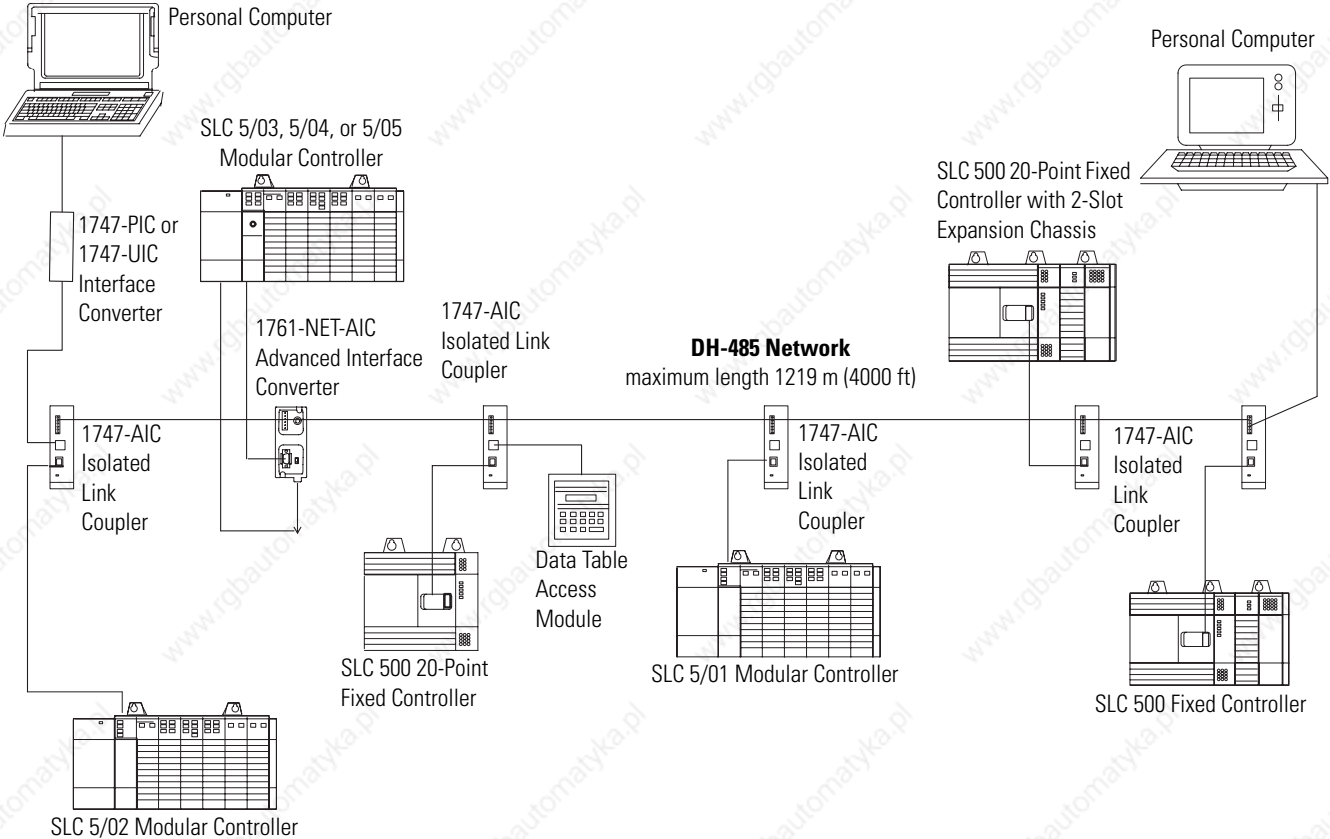 Personal Computer
Personal Computer
SLC 5/03, 5/04, or 5/05
Modular Controller
SLC 500 20-Point Fixed
Controller with 2-Slot
Expansion Chassis
1747-PIC or
1747-UIC
Interface
Converter
1761-NET-AIC
Advanced Interface
Converter
1747-AIC
Isolated Link
Coupler
DH-485 Network
maximum length 1219 m (4000 ft)
1747-AIC
Isolated
Link
Coupler
1747-AIC
Isolated
Link
Coupler
1747-AIC
Isolated
Link
Coupler
Data Table
Access
Module
SLC 500 20-Point
Fixed Controller
SLC 5/01 Modular Controller
SLC 500 Fixed Controller
SLC 5/02 Modular Controller
www.rgbautomatyka.pl